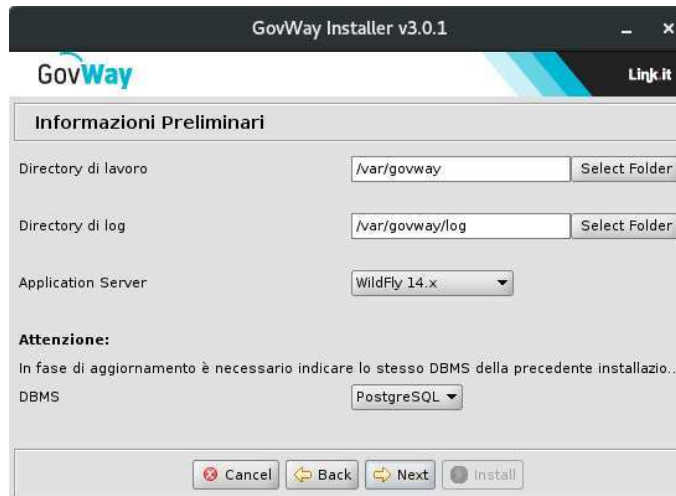 GovWay Installer v3.0.1
GovWay
Link.it
Informazioni Preliminari
Directory di lavoro /var/govway Select Folder
Directory di log /var/govway/log Select Folder
Application Server WildFly 14.x
Attenzione:
In fase di aggiornamento è necessario indicare lo stesso DBMS della precedente installazio..
DBMS PostgreSQL
Cancel Back Next Install